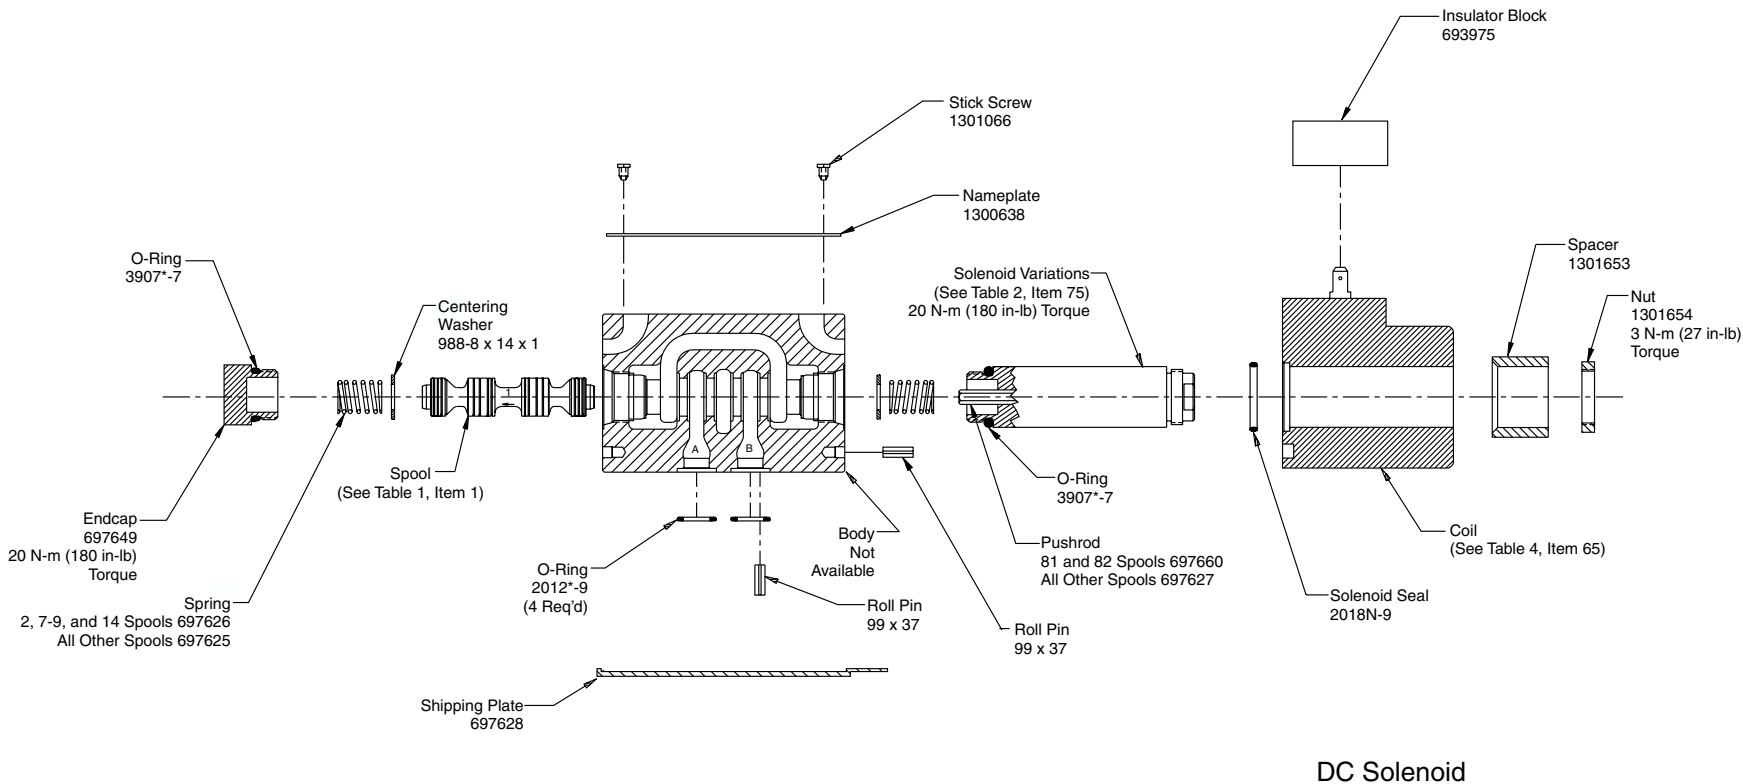 Insulator Block
693975
Stick Screw
1301066
Nameplate
1300638
O-Ring
3907*-7
Centering
Washer
988-8 x 14 x 1
Solenoid Variations
(See Table 2, Item 75)
20 N-m (180 in-lb) Torque
Spacer
1301653
Nut
1301654
3 N-m (27 in-lb)
Torque
1
A
B
Spool
(See Table 1, Item 1)
O-Ring
3907*-7
Endcap
697649
20 N-m (180 in-lb)
Torque
Body
Not
Available
Pushrod
81 and 82 Spools 697660
All Other Spools 697627
Coil
(See Table 4, Item 65)
O-Ring
2012*-9
(4 Req'd)
Spring
2, 7-9, and 14 Spools 697626
All Other Spools 697625
Roll Pin
99 x 37
Roll Pin
99 x 37
Solenoid Seal
2018N-9
Shipping Plate
697628
DC Solenoid